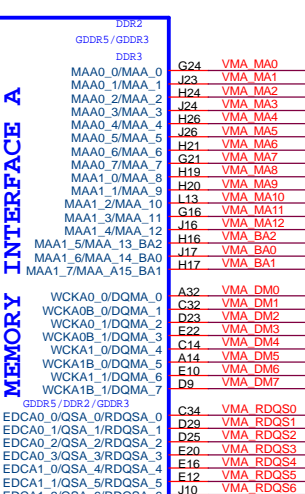 DDR2
GDDR5/GDDR3
DDR3
MEMORY INTERFACE A
MAA0_0/MAA_0 G24 VMA_MA0
MAA0_1/MAA_1 J23 VMA_MA1
MAA0_2/MAA_2 H24 VMA_MA2
MAA0_3/MAA_3 J24 VMA_MA3
MAA0_4/MAA_4 H26 VMA_MA4
MAA0_5/MAA_5 J26 VMA_MA5
MAA0_6/MAA_6 H21 VMA_MA6
MAA0_7/MAA_7 G21 VMA_MA7
MAA1_0/MAA_8 H19 VMA_MA8
MAA1_1/MAA_9 H20 VMA_MA9
MAA1_2/MAA_10 L13 VMA_MA10
MAA1_3/MAA_11 G16 VMA_MA11
MAA1_4/MAA_12 J16 VMA_MA12
MAA1_5/MAA_13_BA2 H16 VMA_BA2
MAA1_6/MAA_14_BA0 J17 VMA_BA0
MAA1_7/MAA_A15_BA1 H17 VMA_BA1
WCKA0_0/DQMA_0 A32 VMA_DM0
WCKA0B_0/DQMA_1 C32 VMA_DM1
WCKA0_1/DQMA_2 D23 VMA_DM2
WCKA0B_1/DQMA_3 E22 VMA_DM3
WCKA1_0/DQMA_4 C14 VMA_DM4
WCKA1B_0/DQMA_5 A14 VMA_DM5
WCKA1_1/DQMA_6 E10 VMA_DM6
WCKA1B_1/DQMA_7 D9 VMA_DM7
GDDR5/DDR2/GDDR3
EDCA0_0/QSA_0/RDQSA_0 C34 VMA_RDQS0
EDCA0_1/QSA_1/RDQSA_1 D29 VMA_RDQS1
EDCA0_2/QSA_2/RDQSA_2 D25 VMA_RDQS2
EDCA0_3/QSA_3/RDQSA_3 E20 VMA_RDQS3
EDCA1_0/QSA_4/RDQSA_4 E16 VMA_RDQS4
EDCA1_1/QSA_5/RDQSA_5 E12 VMA_RDQS5
J10 VMA_RDQS6